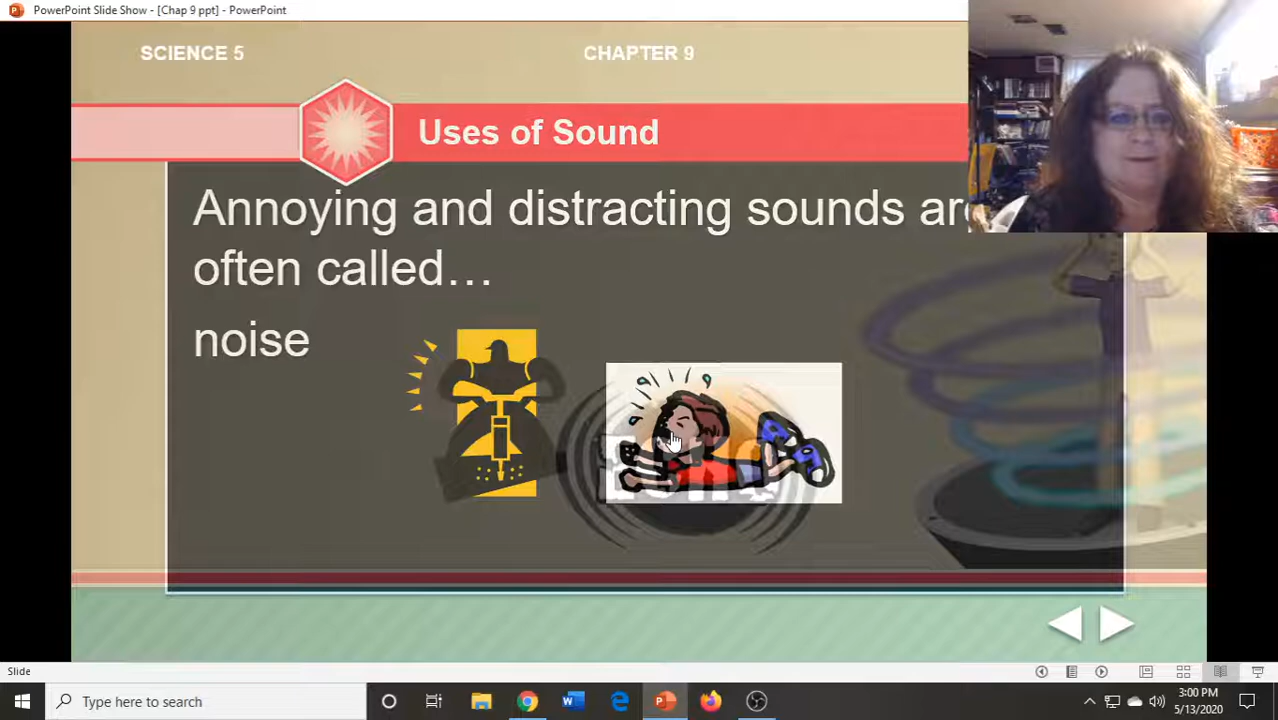 PowerPoint Slide Show - [Chap 9 ppt] - PowerPoint
SCIENCE 5
CHAPTER 9
Uses of Sound
Annoying and distracting sounds are
often called…
noise
Slide
Type here to search
3:00 PM
5/13/2020